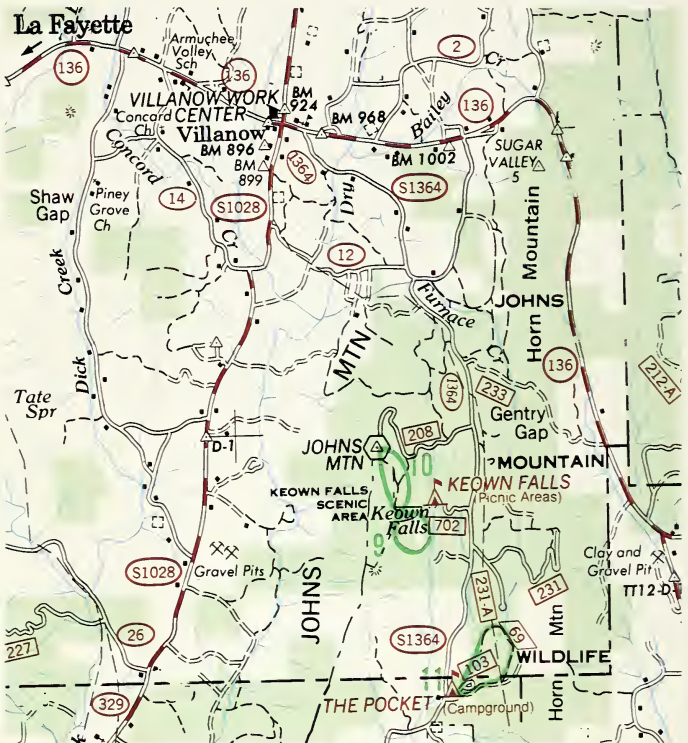 La Fayette
136
Armuchee
Valley
Sch
136
2
Cr
VILLANOW WORK
CENTER
BM
924
Concord
Ch
Villanow
BM 968
Bailey
136
BM 896
BM
899
1364
BM 1002
SUGAR
VALLEY
5
Concord
Shaw
Gap
Piney
Grove
Ch
14
S1028
Dry
S1364
Cr
12
Mountain
Creek
Furnace
JOHNS
Horn
MTN
Cr
136
Dick
1364
233
212-A
Tate
Spr
Gentry
Gap
208
D-1
JOHNS
MTN
10
MOUNTAIN
KEOWN FALLS
(Picnic Areas)
KEOWN FALLS
SCENIC
AREA
Keown
Falls
702
9
Gravel Pits
Clay and
Gravel Pit
S1028
TT12-D
JOHNS
231-A
231
Mtn
26
S1364
69
227
WILDLIFE
103
11
329
THE POCKET
(Campground)
Horn